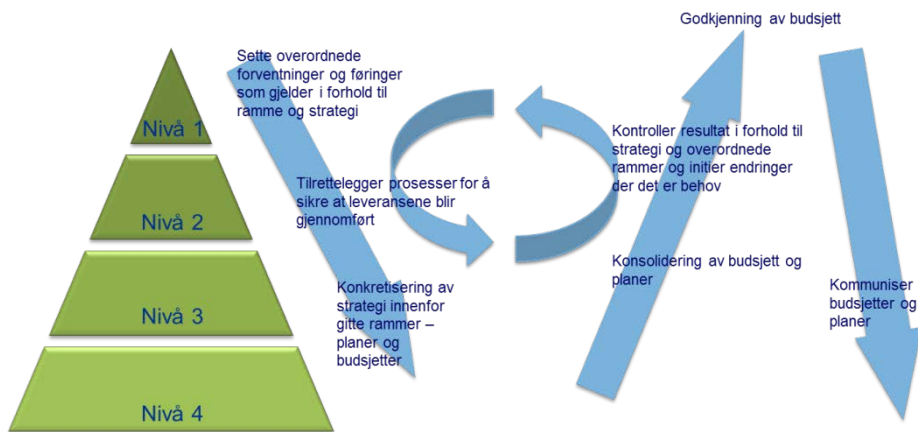 Godkjenning av budsjett
Sette overordnede
forventninger og føringer
som gjelder i forhold til
ramme og strategi
Nivå 1
Kontroller resultat i forhold til
strategi og overordnede
rammer og initier endringer
der det er behov
Tilrettelegger prosesser for å
sikre at leveransene blir
gjennomført
Nivå 2
Konsolidering av budsjett og
planer
Konkretisering av
strategi innenfor
gitte rammer –
planer og
budsjetter
Kommuniser
budsjetter og
planer
Nivå 3
Nivå 4